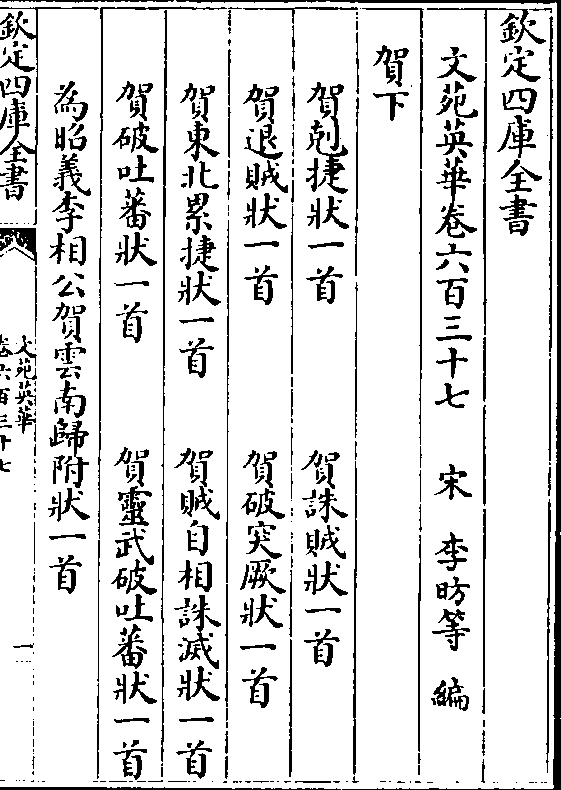 欽定四庫全書
文苑英華卷六百三十七 宋 李昉等 編
賀下
賀剋捷狀一首 賀誅賊狀一首
賀退賊狀一首 賀破突厥狀一首
賀東北累捷狀一首 賀賊自相誅滅狀一首
賀破吐蕃狀一首 賀靈武破吐蕃狀一首
為昭義李相公賀雲南歸附狀一首
欽定四庫全書
文苑英華
卷六百三十七
一